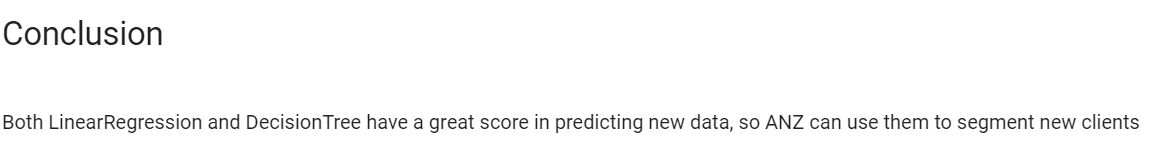 Conclusion
Both LinearRegression and DecisionTree have a great score in predicting new data, so ANZ can use them to segment new clients